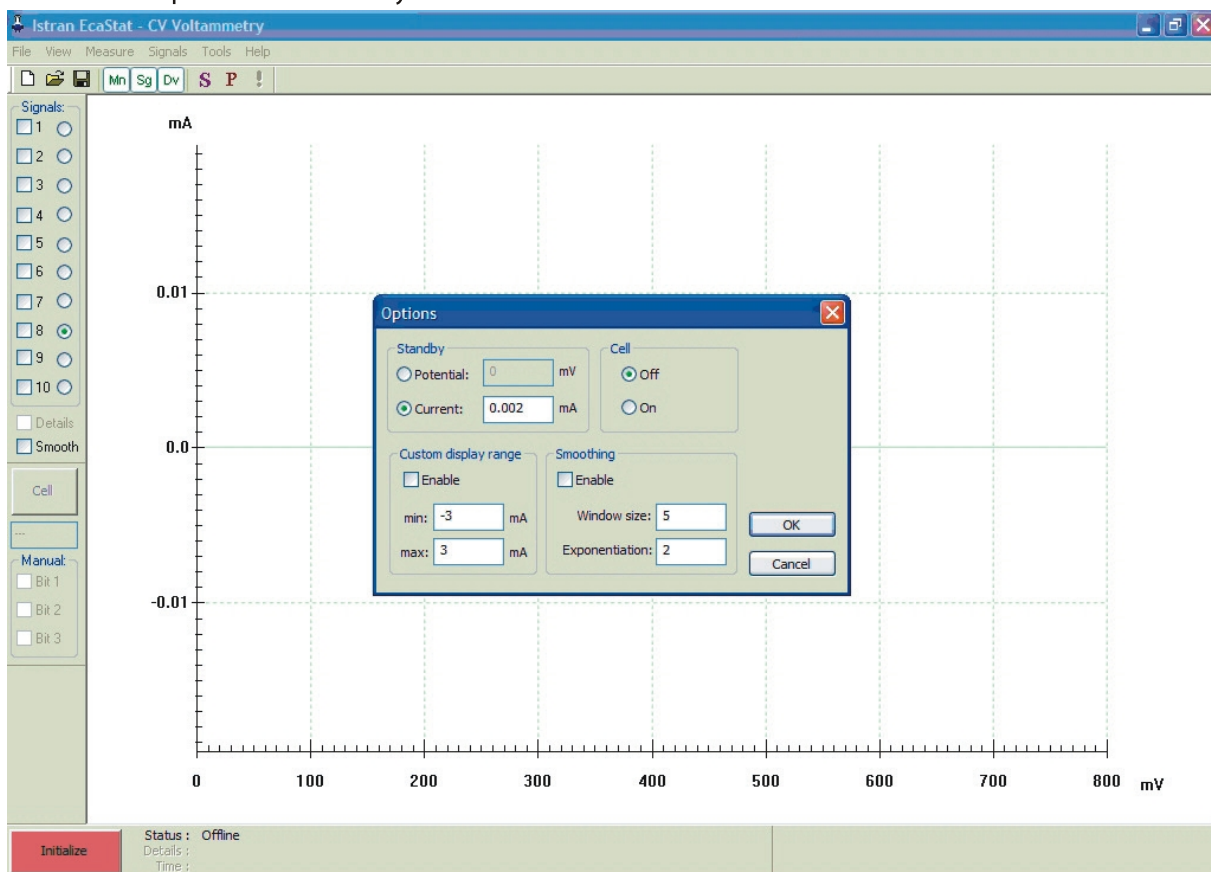 Istran EcaStat - CV Voltammetry
File View Measure Signals Tools Help
Mn Sg Dv S P !
Signals:
1
2
3
4
5
6
7
8
9
10
Details
Smooth
Cell
---
Manual:
Bit 1
Bit 2
Bit 3
mA
0.01
0.0
-0.01
0 100 200 300 400 500 600 700 800 mV
Options
Standby
Potential: 0 mV
Current: 0.002 mA
Cell
Off
On
Custom display range
Enable
min: -3 mA
max: 3 mA
Smoothing
Enable
Window size: 5
Exponentiation: 2
OK
Cancel
Initialize
Status : Offline
Details :
Time :